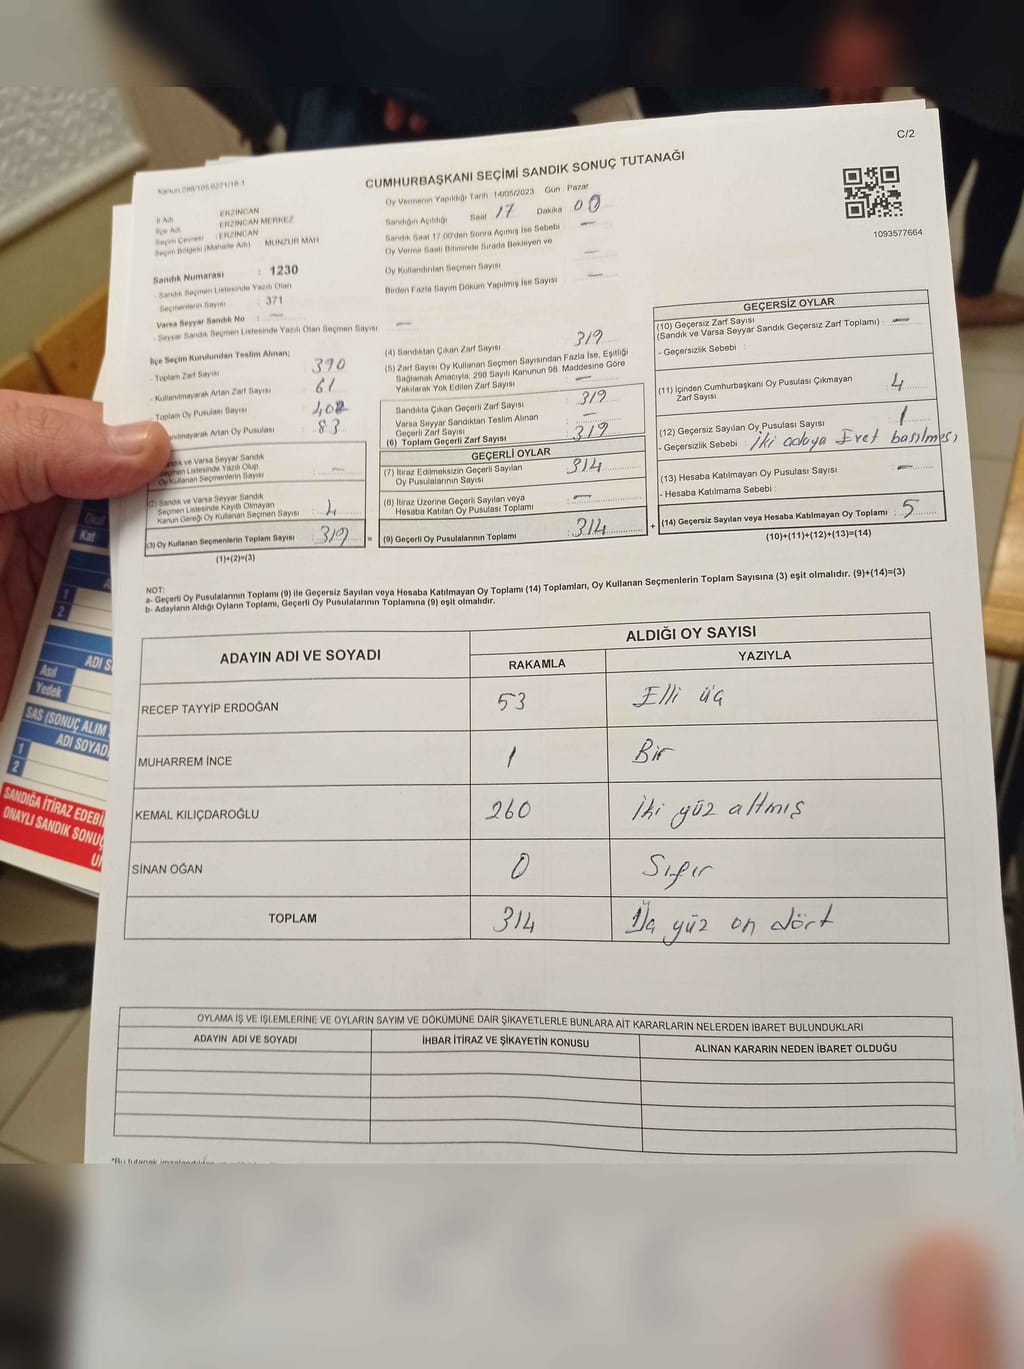 C/2
CUMHURBAŞKANI SEÇİMİ SANDIK SONUÇ TUTANAĞI
Oy Vermenin Yapıldığı Tarih : 14/05/2023 Gün : Pazar
Sandığın Açıldığı Saat 17 Dakika 00
Sandık Saat 17:00'den Sonra Açımış İse Sebebi : —
Oy Verme Saati Bitiminde Sırada Bekleyen ve
Oy Kullandırılan Seçmen Sayısı : —
Birden Fazla Sayım Döküm Yapılmış İse Sayısı : —
1093577664
İl Adı : ERZİNCAN
İlçe Adı : ERZİNCAN MERKEZ
Seçim Çevresi : ERZİNCAN
Seçim Bölgesi (Mahalle Adı) : MUNZUR MAH
Sandık Numarası : 1230
- Sandık Seçmen Listesinde Yazılı Olan
Seçmenlerin Sayısı : 371
Varsa Seyyar Sandık No : —
- Seyyar Sandık Seçmen Listesinde Yazılı Olan Seçmen Sayısı : —
İlçe Seçim Kurulundan Teslim Alınan;
- Toplam Zarf Sayısı : 390
- Kullanılmayarak Artan Zarf Sayısı : 61
- Toplam Oy Pusulası Sayısı : 402
anılmayarak Artan Oy Pusulası : 83
ndık ve Varsa Seyyar Sandık
Seçmen Listesinde Yazılı Olup
Oy Kullanan Seçmenlerin Sayısı : —
(2) Sandık ve Varsa Seyyar Sandık
Seçmen Listesinde Kayıtlı Olmayan
Kanun Gereği Oy Kullanan Seçmen Sayısı : 4
(3) Oy Kullanan Seçmenlerin Toplam Sayısı : 319 =
(1)+(2)=(3)
(4) Sandıktan Çıkan Zarf Sayısı : 319
(5) Zarf Sayısı Oy Kullanan Seçmen Sayısından Fazla İse, Eşitliği
Sağlamak Amacıyla, 298 Sayılı Kanunun 98. Maddesine Göre
Yakılarak Yok Edilen Zarf Sayısı : —
Sandıkta Çıkan Geçerli Zarf Sayısı : 319
Varsa Seyyar Sandıktan Teslim Alınan
Geçerli Zarf Sayısı : —
(6) Toplam Geçerli Zarf Sayısı : 319
GEÇERLİ OYLAR
(7) İtiraz Edilmeksizin Geçerli Sayılan
Oy Pusulalarının Sayısı : 314
(8) İtiraz Üzerine Geçerli Sayılan veya
Hesaba Katılan Oy Pusulası Toplamı : —
(9) Geçerli Oy Pusulalarının Toplamı : 314 +
GEÇERSİZ OYLAR
(10) Geçersiz Zarf Sayısı
(Sandık ve Varsa Seyyar Sandık Geçersiz Zarf Toplamı) : —
- Geçersizlik Sebebi :
(11) İçinden Cumhurbaşkanı Oy Pusulası Çıkmayan
Zarf Sayısı : 4
(12) Geçersiz Sayılan Oy Pusulası Sayısı : 1
- Geçersizlik Sebebi : İki adaya Evet basılmış
(13) Hesaba Katılmayan Oy Pusulası Sayısı : —
- Hesaba Katılmama Sebebi :
(14) Geçersiz Sayılan veya Hesaba Katılmayan Oy Toplamı : 5
(10)+(11)+(12)+(13)=(14)
NOT:
a- Geçerli Oy Pusulalarının Toplamı (9) ile Geçersiz Sayılan veya Hesaba Katılmayan Oy Toplamı (14) Toplamları, Oy Kullanan Seçmenlerin Toplam Sayısına (3) eşit olmalıdır. (9)+(14)=(3)
b- Adayların Aldığı Oyların Toplamı, Geçerli Oy Pusulalarının Toplamına (9) eşit olmalıdır.
ADAYIN ADI VE SOYADI
ALDIĞI OY SAYISI
RAKAMLA YAZIYLA
RECEP TAYYİP ERDOĞAN 53 Elli üç
MUHARREM İNCE 1 Bir
KEMAL KILIÇDAROĞLU 260 İki yüz altmış
SİNAN OĞAN 0 Sıfır
TOPLAM 314 Üç yüz on dört
OYLAMA İŞ VE İŞLEMLERİNE VE OYLARIN SAYIM VE DÖKÜMÜNE DAİR ŞİKAYETLERLE BUNLARA AİT KARARLARIN NELERDEN İBARET BULUNDUKLARI
ADAYIN ADI VE SOYADI İHBAR İTİRAZ VE ŞİKAYETİN KONUSU ALINAN KARARIN NEDEN İBARET OLDUĞU
Okul
Kat
1
2
ADI S
Asıl
Yedek
SAS (SONUÇ ALIM
ADI SOYAD
1
2
SANDIĞA İTİRAZ EDEBİ
ONAYLI SANDIK SONUÇ